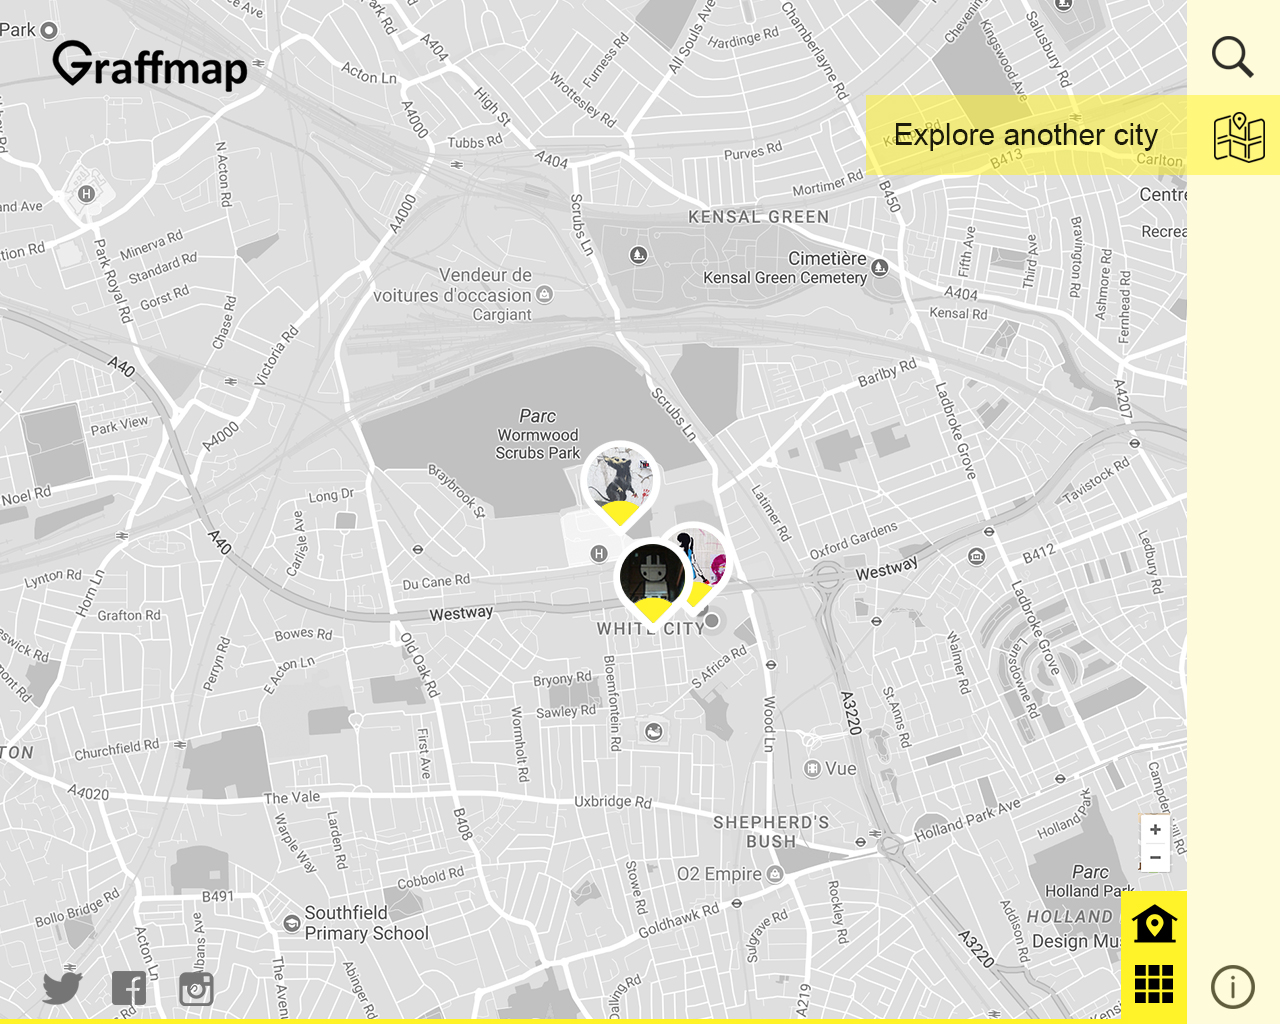 Park
Graffmap
A404
Acton Ln
A4000
High St
Tubbs Rd
A404
Furness Rd
Wottesley Rd
All Souls Ave
Hardinge Rd
Chamberlayne Rd
Chevening
Kingswood Ave
Salusbury Rd
Explore another city
Purves Rd
Mortimer Rd
B413
Carlton
B450
Centre
Recrea
N Acton Rd
H
and Ave
tion Rd
Park Royal Rd
Minerva Rd
Standard Rd
Gorst Rd
Chase Rd
Victoria Rd
A4000
Scrubs Ln
KENSAL GREEN
Cimetière
Kensal Green Cemetery
Vendeur de
voitures d'occasion
Cargiant
Fifth Ave
Third Ave
Bravington Rd
Ashmore Rd
Fernhead Rd
A404
Kensal Rd
A40
Park View
A4000
Noel Rd
Parc
Wormwood
Scrubs Park
Scrubs Ln
Barlby Rd
Ladbroke Grove
A4207
Braybrook St
Long Dr
Carlisle Ave
A40
Latimer Rd
Tavistock Rd
Oxford Gardens
Westway
B412
Ledbury Rd
H
Lynton Rd
Horn Ln
Grafton Rd
Du Cane Rd
Westway
WHITE CITY
Bowes Rd
Perryn Rd
E Acton Ln
Old Oak Rd
Bryony Rd
Sawley Rd
Bloemfontein Rd
S Africa Rd
Wormholt Rd
Wood Ln
A3220
St.Anns Rd
Walmer Rd
Lansdowne Rd
Ladbroke Grove
TON
Churchfield Rd
First Ave
Vue
A4020
The Vale
Uxbridge Rd
B408
SHEPHERD'S
BUSH
Holland Park Ave
Holland Park
Campden Hill Rd
Warple Way
Larden Rd
Cobbold Rd
O2 Empire
Stowe Rd
Goldhawk Rd
Rockley Rd
Sulgrave Rd
Parc
Holland Park
HOLLAND
Design Mu
Addison Rd
A3220
B491
Bollo Bridge Rd
Acton Ln
Albans Ave
Southfield
Primary School
The Avenu
Abinger Rd
A219
+
−
i